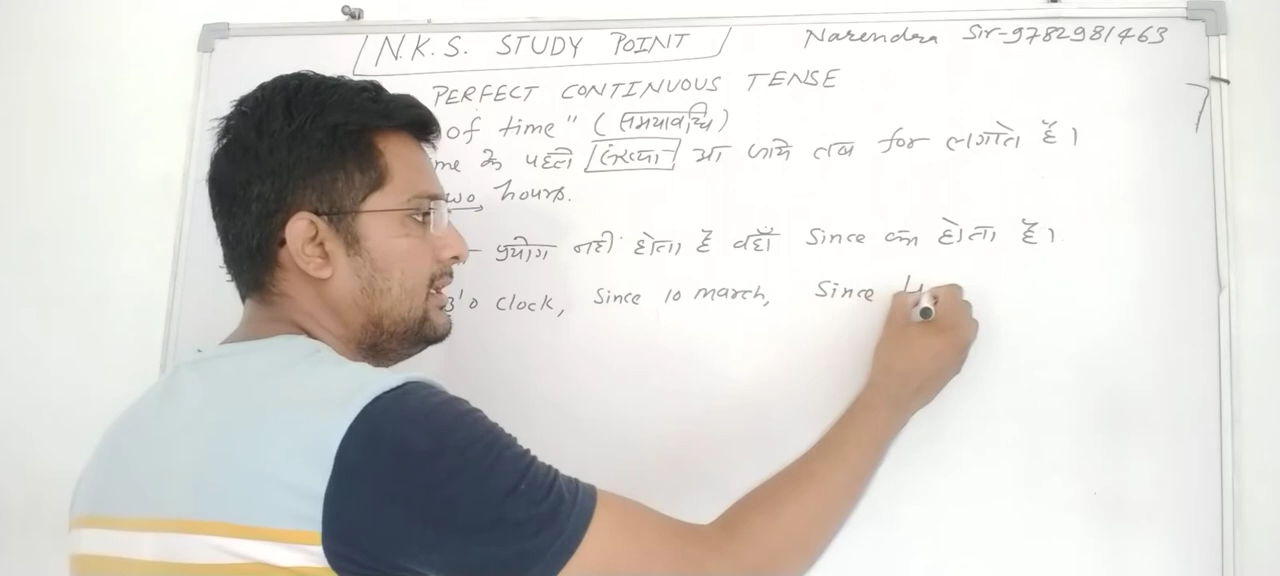 N.K.S. STUDY POINT Narendra Sir-9782981463
PERFECT CONTINUOUS TENSE
of time" (समयावधि)
me के पहले संख्या आ जाये तब for लगाते हैं।
wo hours.
प्रयोग नही होता है वहाँ Since का होता है।
3'o clock, Since 10 march, Since